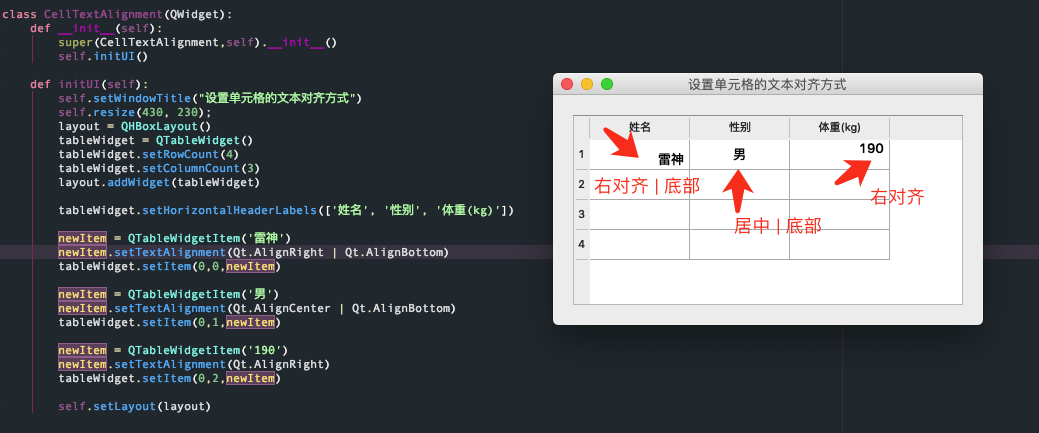 class CellTextAlignment(QWidget):
def __init__(self):
super(CellTextAlignment,self).__init__()
self.initUI()
def initUI(self):
self.setWindowTitle("设置单元格的文本对齐方式")
self.resize(430, 230);
layout = QHBoxLayout()
tableWidget = QTableWidget()
tableWidget.setRowCount(4)
tableWidget.setColumnCount(3)
layout.addWidget(tableWidget)
tableWidget.setHorizontalHeaderLabels(['姓名', '性别', '体重(kg)'])
newItem = QTableWidgetItem('雷神')
newItem.setTextAlignment(Qt.AlignRight | Qt.AlignBottom)
tableWidget.setItem(0,0,newItem)
newItem = QTableWidgetItem('男')
newItem.setTextAlignment(Qt.AlignCenter | Qt.AlignBottom)
tableWidget.setItem(0,1,newItem)
newItem = QTableWidgetItem('190')
newItem.setTextAlignment(Qt.AlignRight)
tableWidget.setItem(0,2,newItem)
self.setLayout(layout)
设置单元格的文本对齐方式
姓名 性别 体重(kg)
1 雷神 男 190
2
右对齐 | 底部
右对齐
3
居中 | 底部
4